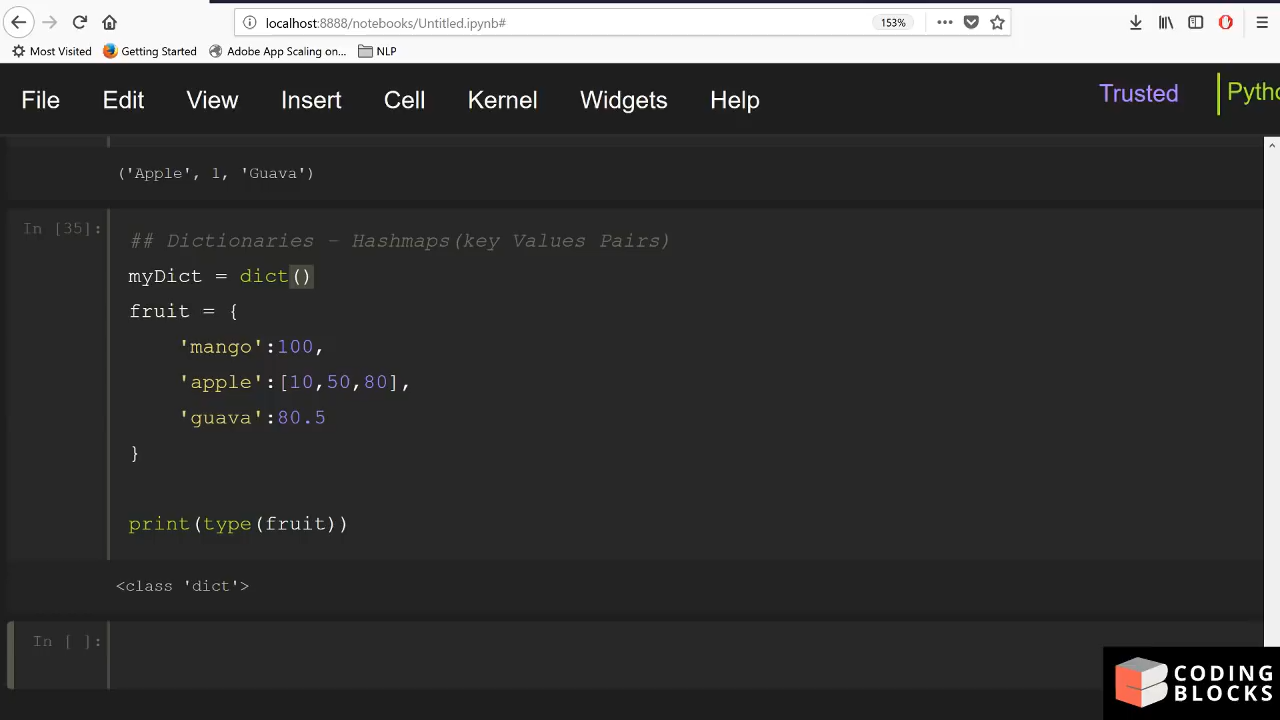 localhost:8888/notebooks/Untitled.ipynb#
153%
Most Visited
Getting Started
Adobe App Scaling on...
NLP
File Edit View Insert Cell Kernel Widgets Help
Trusted
Pytho
('Apple', 1, 'Guava')
In [35]:
## Dictionaries - Hashmaps(key Values Pairs)
myDict = dict()
fruit = {
'mango':100,
'apple':[10,50,80],
'guava':80.5
}
print(type(fruit))
<class 'dict'>
In [ ]:
CODING
BLOCKS